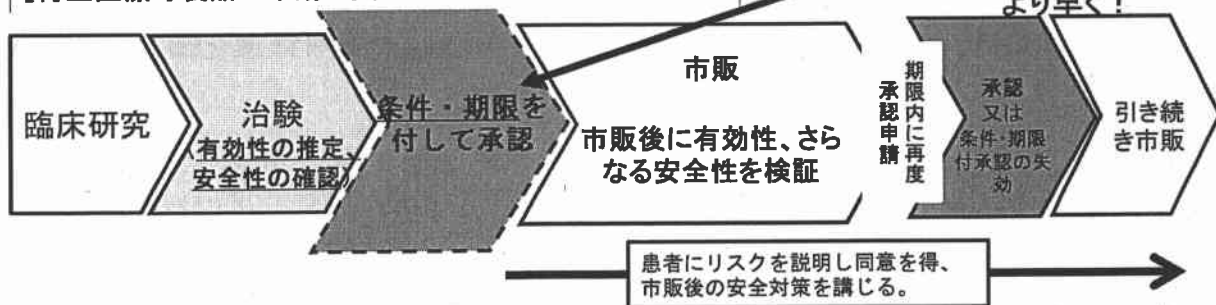 より早く!
臨床研究
治験
(有効性の推定、
安全性の確認)
条件・期限を
付して承認
市販
市販後に有効性、さら
なる安全性を検証
期限内に再度
承認申請
承認
又は
条件・期限
付承認の失
効
引き続
き市販
患者にリスクを説明し同意を得、
市販後の安全対策を講じる。